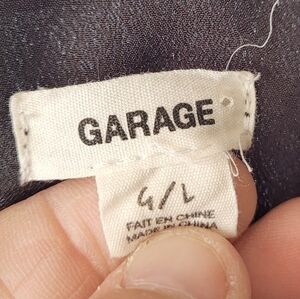 GARAGE
G/L
FAIT EN CHINE
MADE IN CHINA